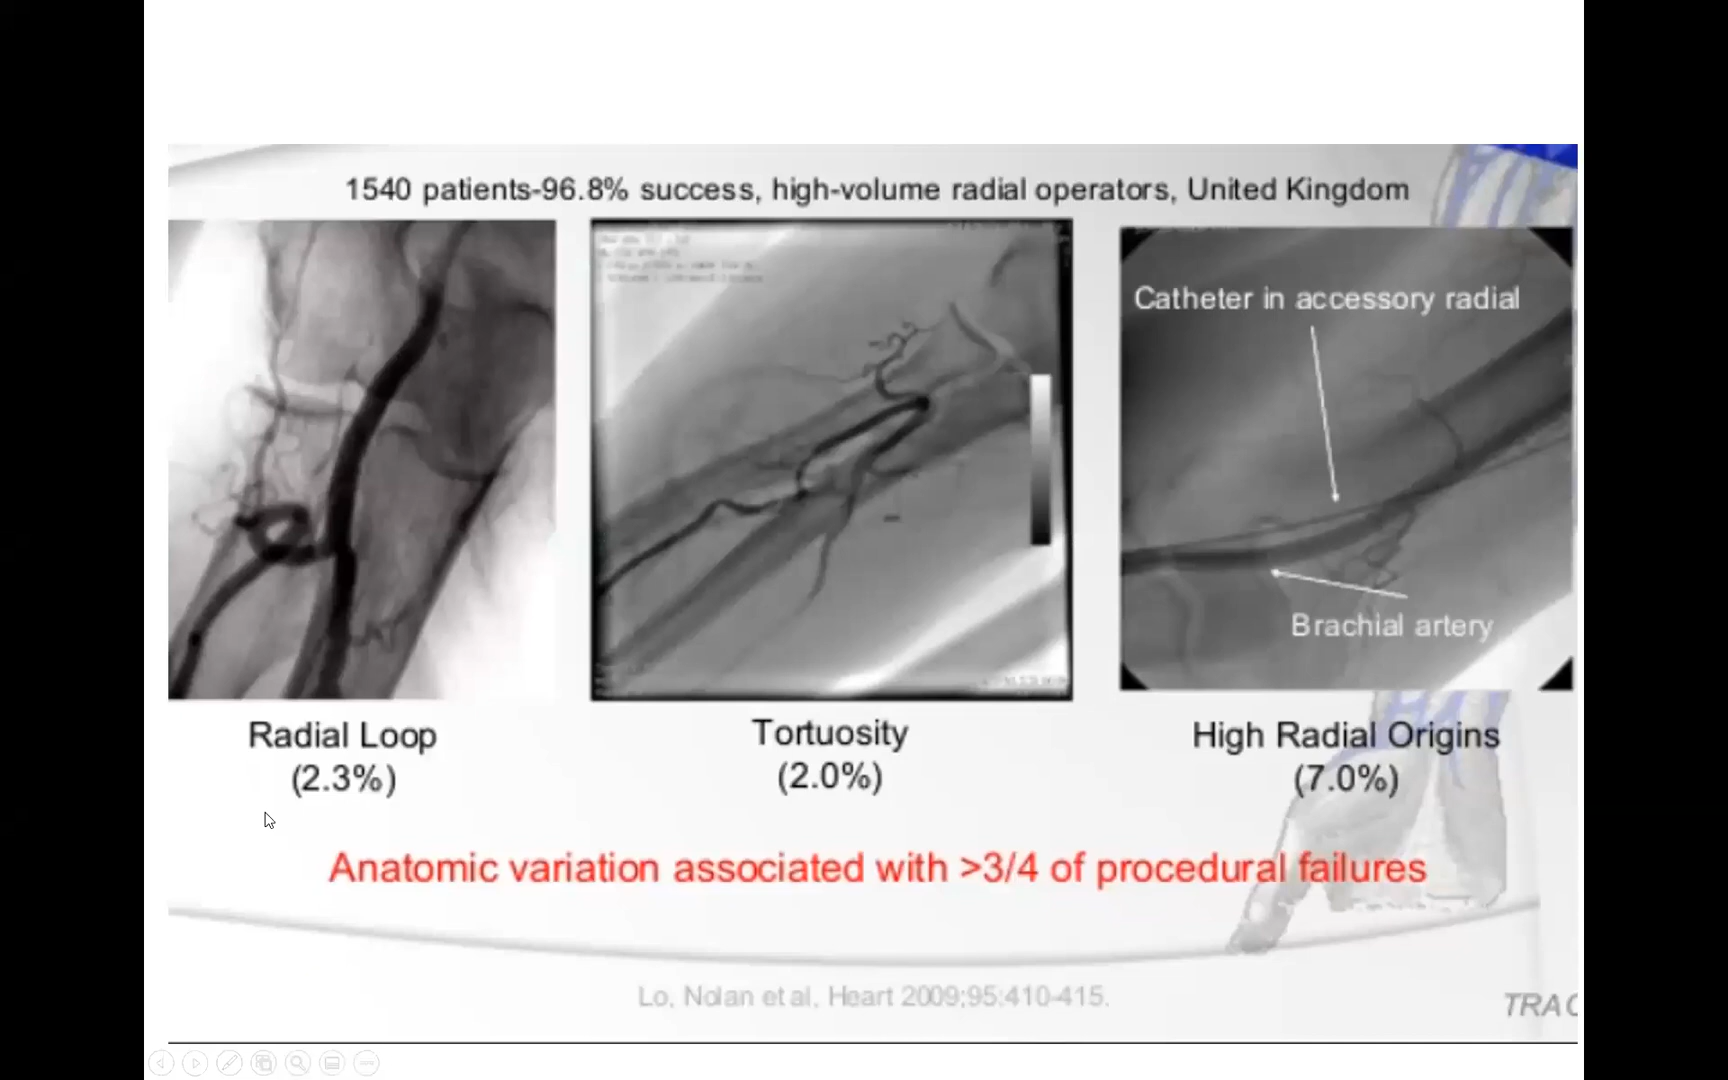 1540 patients-96.8% success, high-volume radial operators, United Kingdom
Catheter in accessory radial
Brachial artery
Radial Loop
(2.3%)
Tortuosity
(2.0%)
High Radial Origins
(7.0%)
Anatomic variation associated with >3/4 of procedural failures
Lo, Nolan et al, Heart 2009;95:410-415.
TRAC